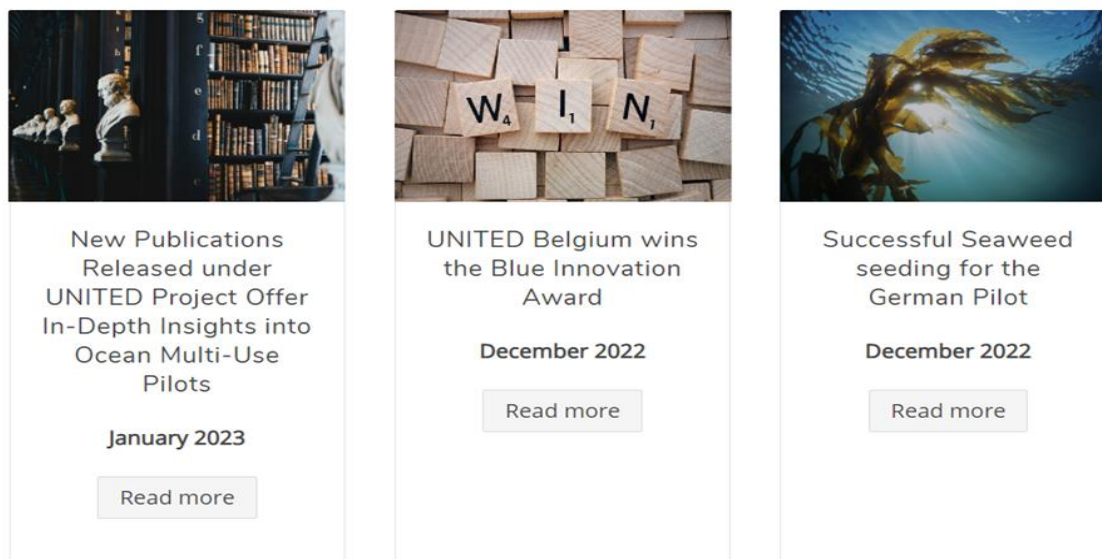 g
f
e
d
e
W4 I1 N1
New Publications
Released under
UNITED Project Offer
In-Depth Insights into
Ocean Multi-Use
Pilots
January 2023
Read more
UNITED Belgium wins
the Blue Innovation
Award
December 2022
Read more
Successful Seaweed
seeding for the
German Pilot
December 2022
Read more